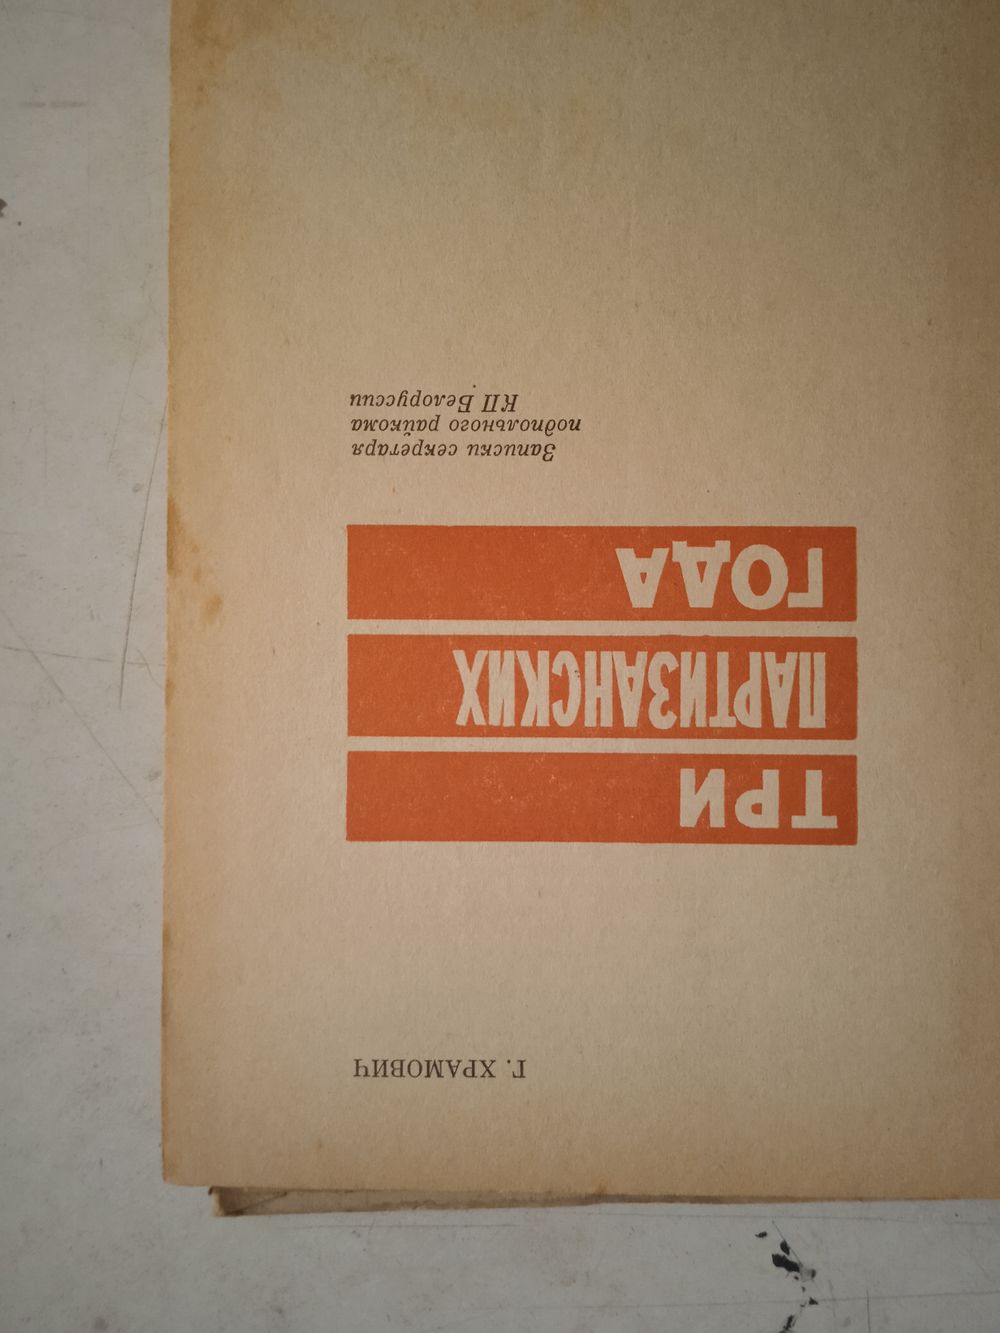 Г. ХРАМОВИЧ
ТРИ
ПАРТИЗАНСКИХ
ГОДА
Записки секретаря
подпольного райкома
КП Белоруссии